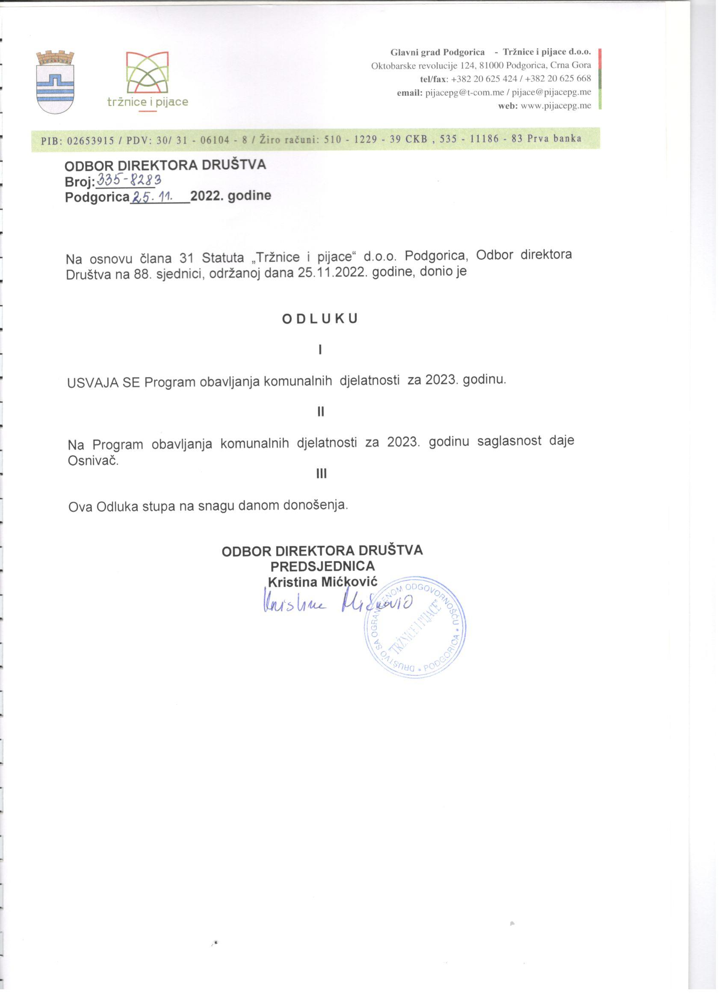 tržnice i pijace
Glavni grad Podgorica - Tržnice i pijace d.o.o.
Oktobarske revolucije 124, 81000 Podgorica, Crna Gora
tel/fax: +382 20 625 424 / +382 20 625 668
email: pijacepg@t-com.me / pijace@pijacepg.me
web: www.pijacepg.me
PIB: 02653915 / PDV: 30/ 31 - 06104 - 8 / Žiro računi: 510 - 1229 - 39 CKB , 535 - 11186 - 83 Prva banka
ODBOR DIREKTORA DRUŠTVA
Broj: 335-8283
Podgorica 25.11. 2022. godine
Na osnovu člana 31 Statuta „Tržnice i pijace“ d.o.o. Podgorica, Odbor direktora
Društva na 88. sjednici, održanoj dana 25.11.2022. godine, donio je
O D L U K U
I
USVAJA SE Program obavljanja komunalnih djelatnosti za 2023. godinu.
II
Na Program obavljanja komunalnih djelatnosti za 2023. godinu saglasnost daje
Osnivač.
III
Ova Odluka stupa na snagu danom donošenja.
ODBOR DIREKTORA DRUŠTVA
PREDSJEDNICA
Kristina Mićković
Kristina Mićković
DRUŠTVO SA OGRANIČENOM ODGOVORNOŠĆU • PODGORICA •
"TRŽNICE I PIJACE"